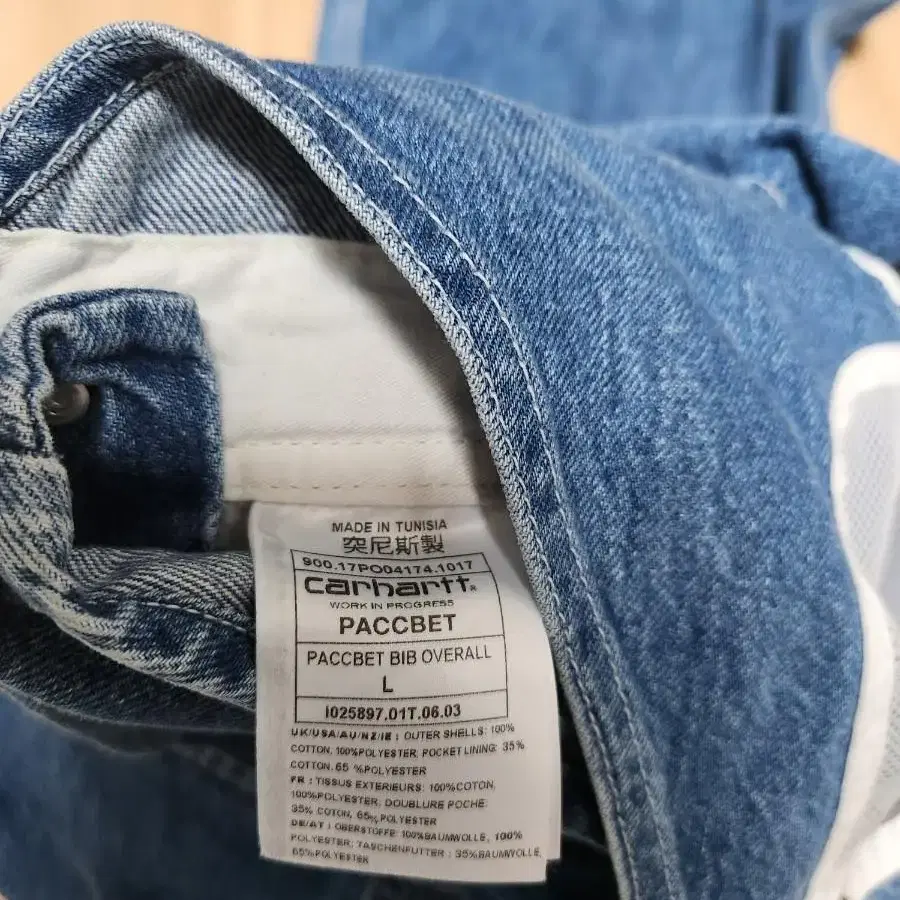 MADE IN TUNISIA
突尼斯製
900.17PO04174.1017
carhartt®
WORK IN PROGRESS
PACCBET
PACCBET BIB OVERALL
L
I025897.01T.06.03
UK/USA/AU/NZ/IE : OUTER SHELLS: 100%
COTTON, 100%POLYESTER; POCKET LINING: 35%
COTTON, 65 %POLYESTER
FR : TISSUS EXTERIEURS: 100%COTON,
100%POLYESTER; DOUBLURE POCHE:
35% COTON, 65% POLYESTER
DE/AT : OBERSTOFFE: 100%BAUMWOLLE, 100%
POLYESTER; TASCHENFUTTER : 35%BAUMWOLLE,
65%POLYESTER